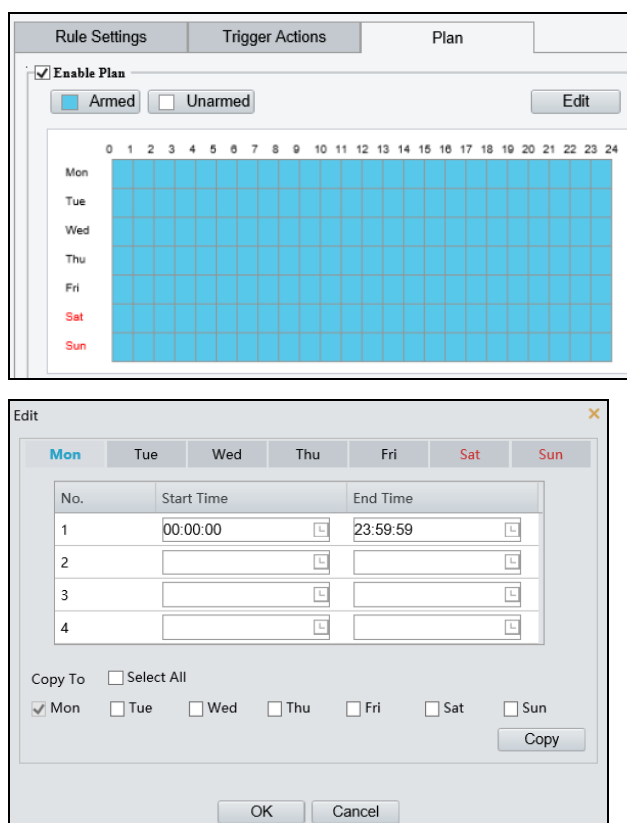 Rule Settings Trigger Actions Plan
Enable Plan
Armed Unarmed Edit
0 1 2 3 4 5 6 7 8 9 10 11 12 13 14 15 16 17 18 19 20 21 22 23 24
Mon
Tue
Wed
Thu
Fri
Sat
Sun
Edit
Mon Tue Wed Thu Fri Sat Sun
No. Start Time End Time
1 00:00:00 23:59:59
2
3
4
Copy To Select All
Mon Tue Wed Thu Fri Sat Sun
Copy
OK Cancel